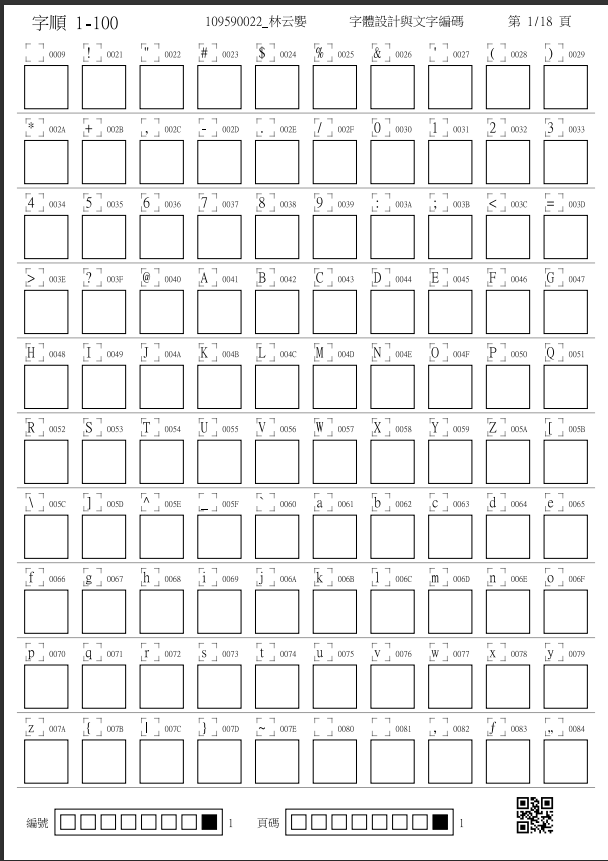 字順 1-100 109590022_林云婜 字體設計與文字編碼 第 1/18 頁
0009 ! 0021 " 0022 # 0023 $ 0024 % 0025 & 0026 ' 0027 ( 0028 ) 0029
* 002A + 002B , 002C - 002D . 002E / 002F 0 0030 1 0031 2 0032 3 0033
4 0034 5 0035 6 0036 7 0037 8 0038 9 0039 : 003A ; 003B < 003C = 003D
> 003E ? 003F @ 0040 A 0041 B 0042 C 0043 D 0044 E 0045 F 0046 G 0047
H 0048 I 0049 J 004A K 004B L 004C M 004D N 004E O 004F P 0050 Q 0051
R 0052 S 0053 T 0054 U 0055 V 0056 W 0057 X 0058 Y 0059 Z 005A [ 005B
\ 005C ] 005D ^ 005E _ 005F ` 0060 a 0061 b 0062 c 0063 d 0064 e 0065
f 0066 g 0067 h 0068 i 0069 j 006A k 006B l 006C m 006D n 006E o 006F
p 0070 q 0071 r 0072 s 0073 t 0074 u 0075 v 0076 w 0077 x 0078 y 0079
z 007A { 007B | 007C } 007D ~ 007E 0080 0081 ‚ 0082 ƒ 0083 „ 0084
編號 1 頁碼 1